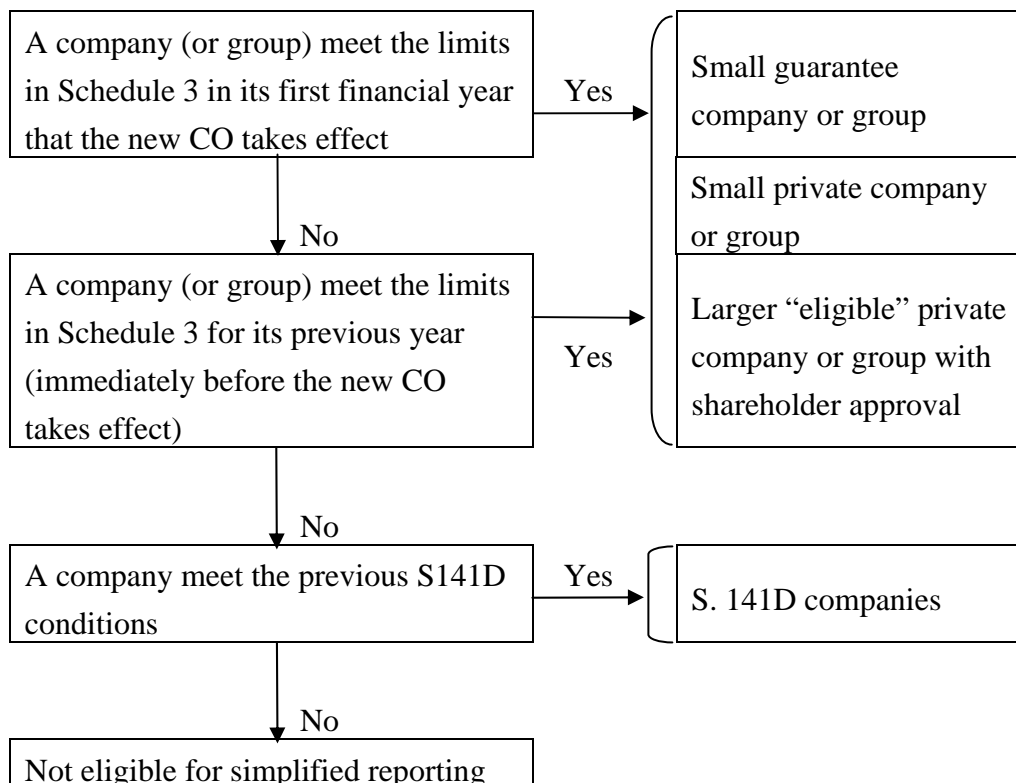 A company (or group) meet the limits
in Schedule 3 in its first financial year
that the new CO takes effect
Yes
Small guarantee
company or group
Small private company
or group
Larger “eligible” private
company or group with
shareholder approval
No
A company (or group) meet the limits
in Schedule 3 for its previous year
(immediately before the new CO
takes effect)
Yes
No
A company meet the previous S141D
conditions
Yes
S. 141D companies
No
Not eligible for simplified reporting